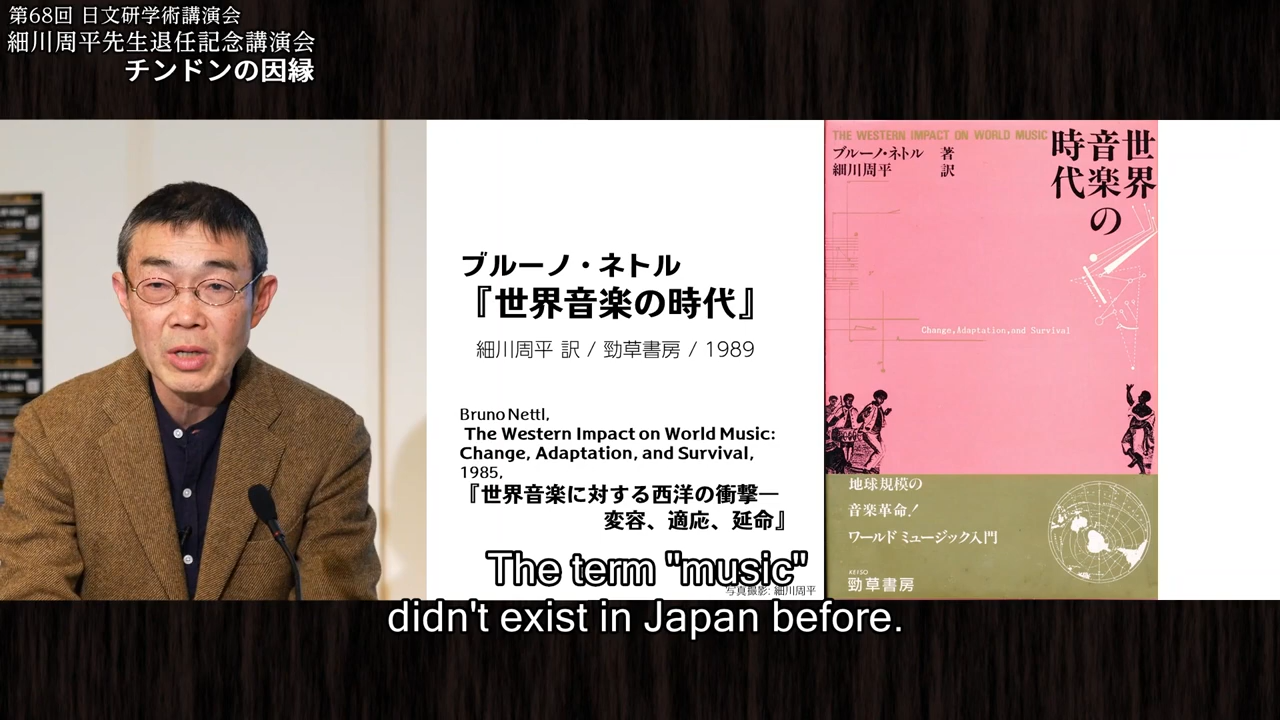 第68回 日文研学術講演会
細川周平先生退任記念講演会
チンドンの因縁
ブルーノ・ネトル
『世界音楽の時代』
細川周平 訳 / 勁草書房 / 1989
Bruno Nettl,
The Western Impact on World Music:
Change, Adaptation, and Survival,
1985,
『世界音楽に対する西洋の衝撃―
変容、適応、延命』
写真撮影: 細川周平
THE WESTERN IMPACT ON WORLD MUSIC
世界
音楽の
時代
ブルーノ・ネトル 著
細川周平 訳
Change,Adaptation,and Survival
地球規模の
音楽革命!
ワールドミュージック入門
KEISO
勁草書房
The term "music"
didn't exist in Japan before.